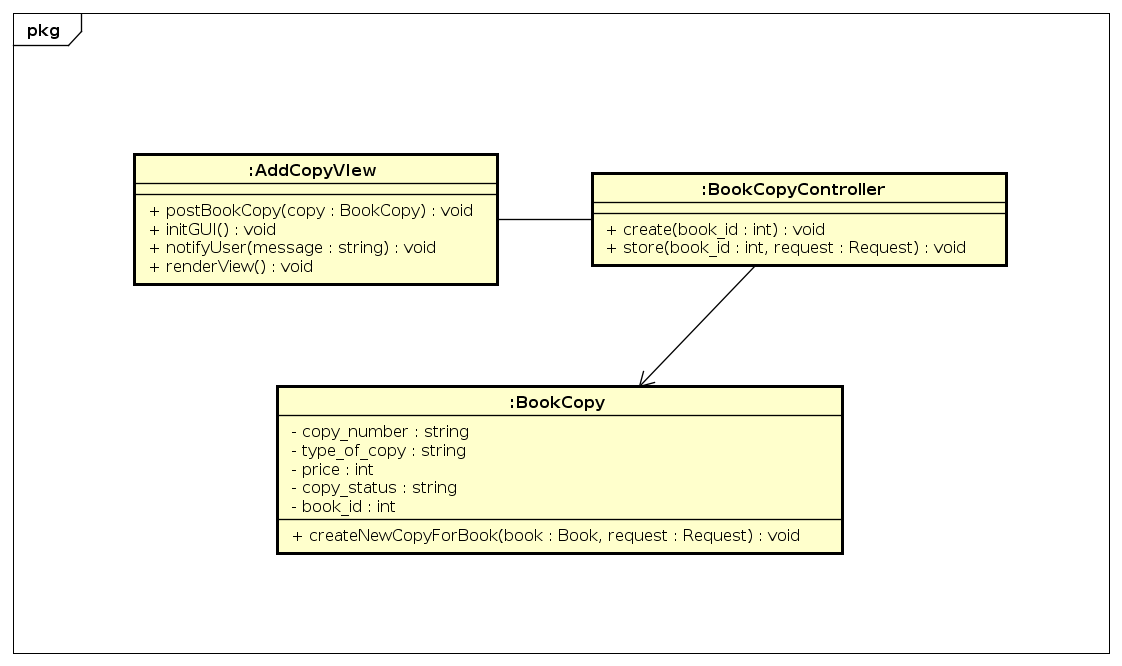 pkg
:AddCopyVIew
+ postBookCopy(copy : BookCopy) : void
+ initGUI() : void
+ notifyUser(message : string) : void
+ renderView() : void
:BookCopyController
+ create(book_id : int) : void
+ store(book_id : int, request : Request) : void
:BookCopy
- copy_number : string
- type_of_copy : string
- price : int
- copy_status : string
- book_id : int
+ createNewCopyForBook(book : Book, request : Request) : void